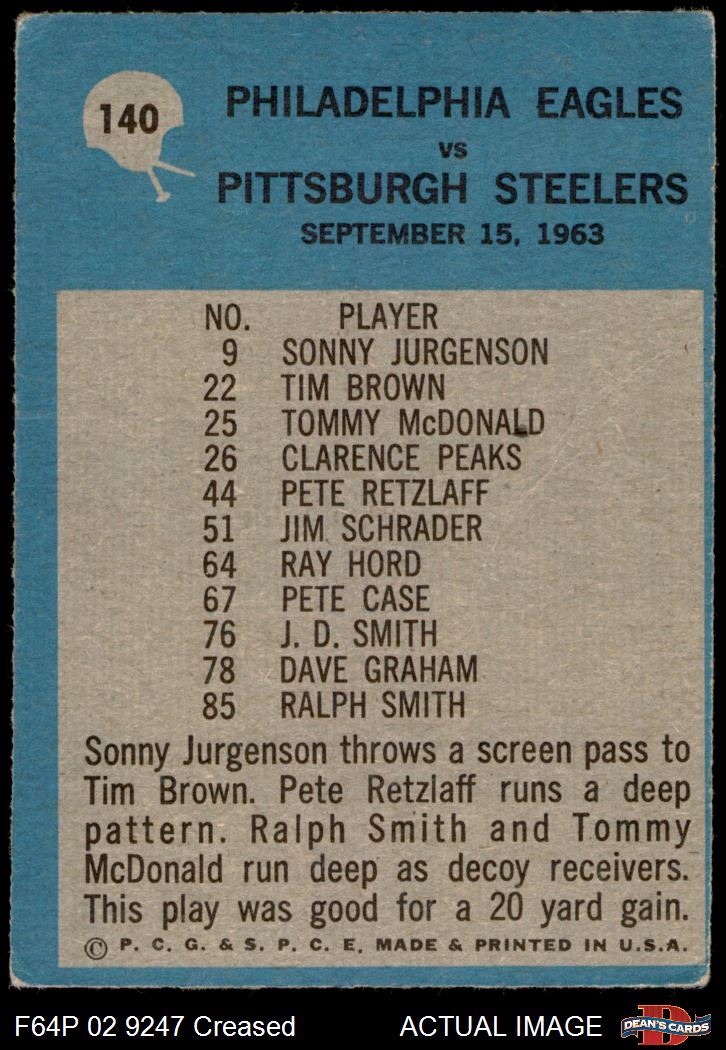 140
PHILADELPHIA EAGLES
VS
PITTSBURGH STEELERS
SEPTEMBER 15, 1963
NO. PLAYER
9 SONNY JURGENSON
22 TIM BROWN
25 TOMMY McDONALD
26 CLARENCE PEAKS
44 PETE RETZLAFF
51 JIM SCHRADER
64 RAY HORD
67 PETE CASE
76 J. D. SMITH
78 DAVE GRAHAM
85 RALPH SMITH
Sonny Jurgenson throws a screen pass to
Tim Brown. Pete Retzlaff runs a deep
pattern. Ralph Smith and Tommy
McDonald run deep as decoy receivers.
This play was good for a 20 yard gain.
© P. C. G. & S. P. C. E. MADE & PRINTED IN U.S.A.
F64P 02 9247 Creased
ACTUAL IMAGE
D
DEAN'S CARDS